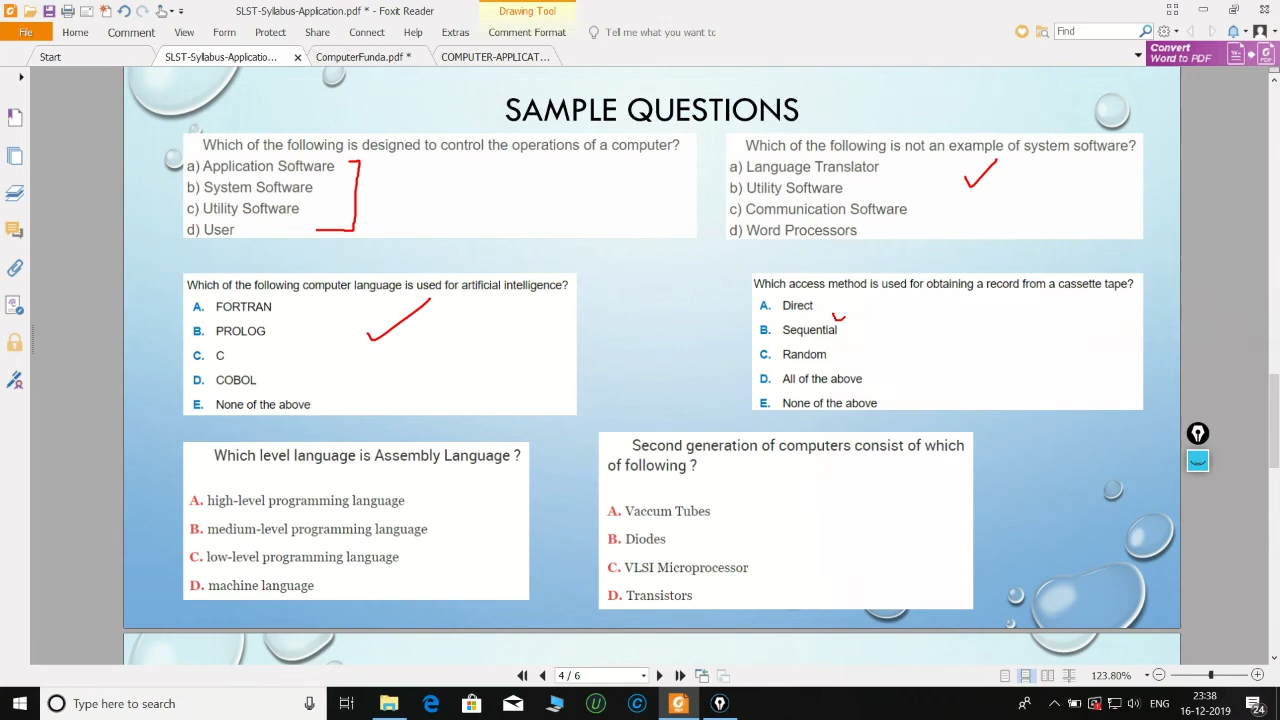 SLST-Syllabus-Application.pdf * - Foxit Reader
Drawing Tool
File
Home
Comment
View
Form
Protect
Share
Connect
Help
Extras
Comment Format
Tell me what you want tc
Find
Start
SLST-Syllabus-Applicatio...
ComputerFunda.pdf *
COMPUTER-APPLICAT...
Convert
Word to PDF
SAMPLE QUESTIONS
Which of the following is designed to control the operations of a computer?
a) Application Software
b) System Software
c) Utility Software
d) User
Which of the following is not an example of system software?
a) Language Translator
b) Utility Software
c) Communication Software
d) Word Processors
Which of the following computer language is used for artificial intelligence?
A. FORTRAN
B. PROLOG
C. C
D. COBOL
E. None of the above
Which access method is used for obtaining a record from a cassette tape?
A. Direct
B. Sequential
C. Random
D. All of the above
E. None of the above
Which level language is Assembly Language ?
A. high-level programming language
B. medium-level programming language
C. low-level programming language
D. machine language
Second generation of computers consist of which
of following ?
A. Vaccum Tubes
B. Diodes
C. VLSI Microprocessor
D. Transistors
4 / 6
123.80%
Type here to search
ENG
23:38
16-12-2019
24